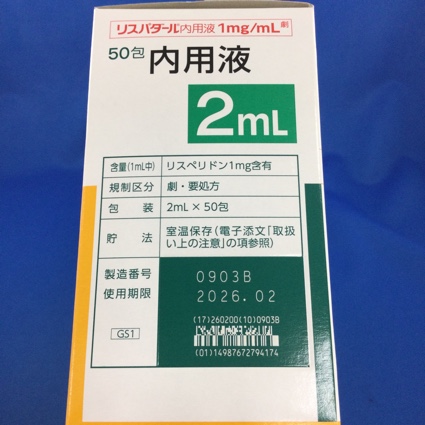 リスパダール内用液1mg/mL 劇
50包 内用液
2mL
含量(1mL中) リスペリドン1mg含有
規制区分 劇・要処方
包装 2mL×50包
貯法 室温保存(電子添文「取扱
い上の注意」の項参照)
製造番号 0903B
使用期限 2026.02
(17)260200(10)0903B
GS1
(01)14987672794174